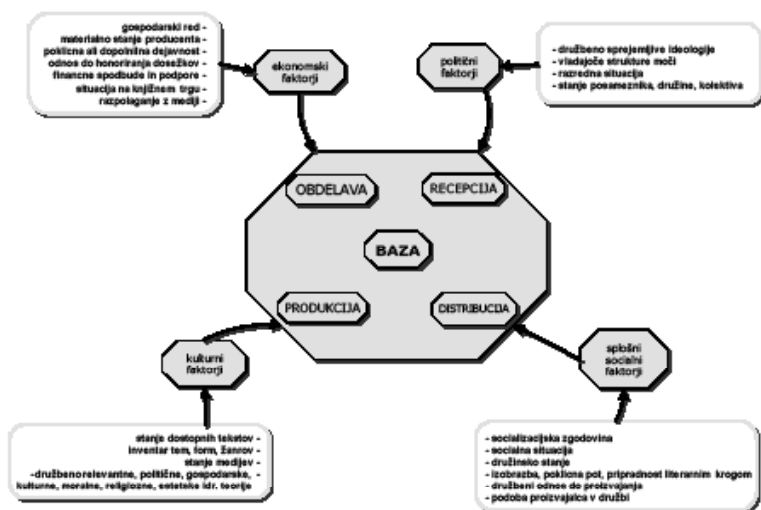 gospodarski red -
materialno stanje producenta -
poklicna ali dopolnilna dejavnost -
odnos do honoriranja dosežkov -
financne spodbude in podpore -
situacija na knjižnem trgu -
razpolaganje z mediji -
ekonomski
faktorji
politični
faktorji
- družbeno sprejemljive ideologije
- vladajoče strukture moči
- razredna situacija
- stanje posameznika, družine, kolektiva
OBDELAVA
RECEPCIJA
BAZA
PRODUKCIJA
DISTRIBUCIJA
kulturni
faktorji
splošni
socialni
faktorji
stanje dostopnih tekstov -
inventar tem, form, žanrov -
stanje medijev -
-družbeno relevantne, politične, gospodarske, -
kulturne, moralne, religiozne, estetske idr. teorije
- socializacijska zgodovina
- socialna situacija
- družinsko stanje
- izobrazba, poklicna pot, pripradnost literarnim krogom
- družbeni odnos do proizvajanja
- podoba proizvajalca v družbi